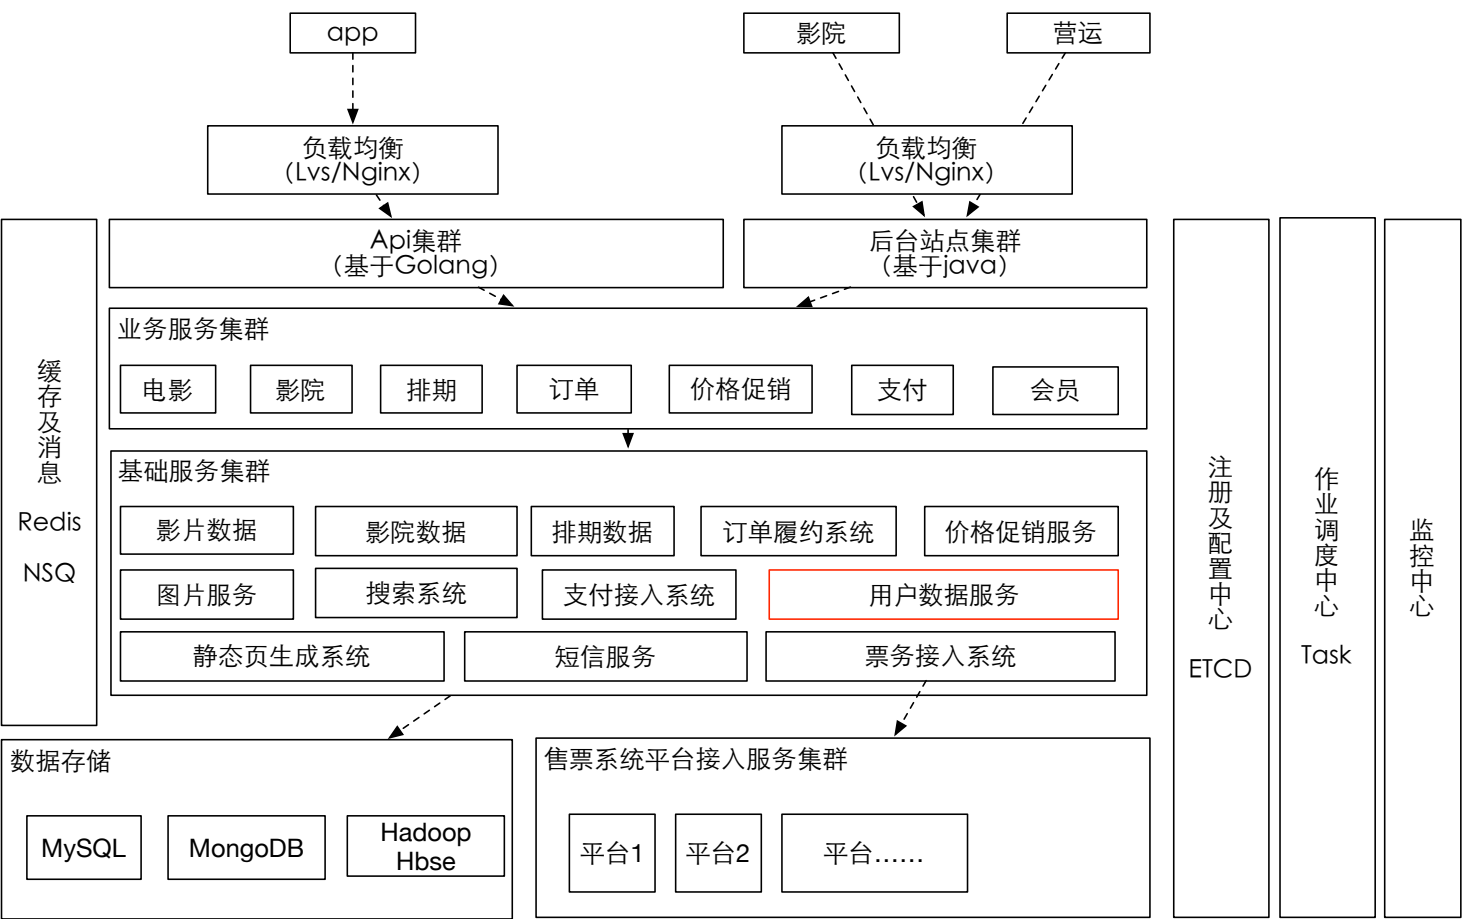 app
影院
营运
负载均衡
（Lvs/Nginx）
负载均衡
（Lvs/Nginx）
Api集群
（基于Golang）
后台站点集群
（基于java）
业务服务集群
电影
影院
排期
订单
价格促销
支付
会员
基础服务集群
影片数据
影院数据
排期数据
订单履约系统
价格促销服务
图片服务
搜索系统
支付接入系统
用户数据服务
静态页生成系统
短信服务
票务接入系统
数据存储
MySQL
MongoDB
Hadoop
Hbse
售票系统平台接入服务集群
平台1
平台2
平台……
缓存及消息
Redis
NSQ
注册及配置中心
ETCD
作业调度中心
Task
监控中心